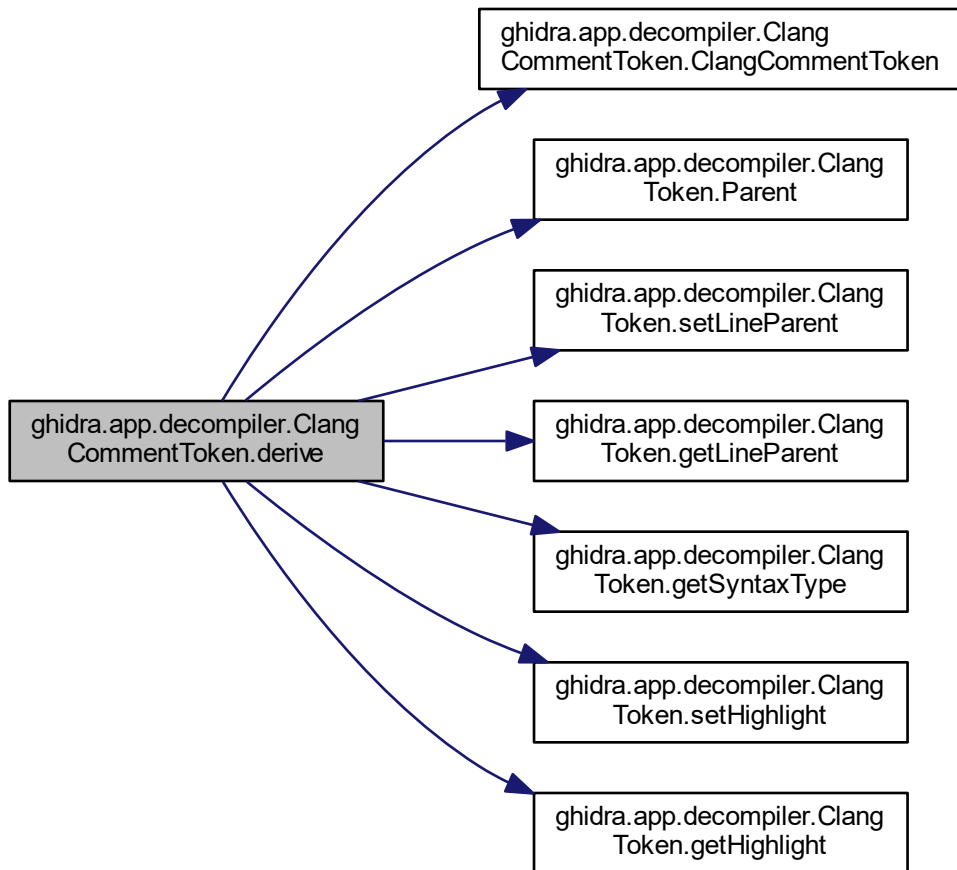 ghidra.app.decompiler.Clang
CommentToken.ClangCommentToken
ghidra.app.decompiler.Clang
Token.Parent
ghidra.app.decompiler.Clang
Token.setLineParent
ghidra.app.decompiler.Clang
CommentToken.derive
ghidra.app.decompiler.Clang
Token.getLineParent
ghidra.app.decompiler.Clang
Token.getSyntaxType
ghidra.app.decompiler.Clang
Token.setHighlight
ghidra.app.decompiler.Clang
Token.getHighlight